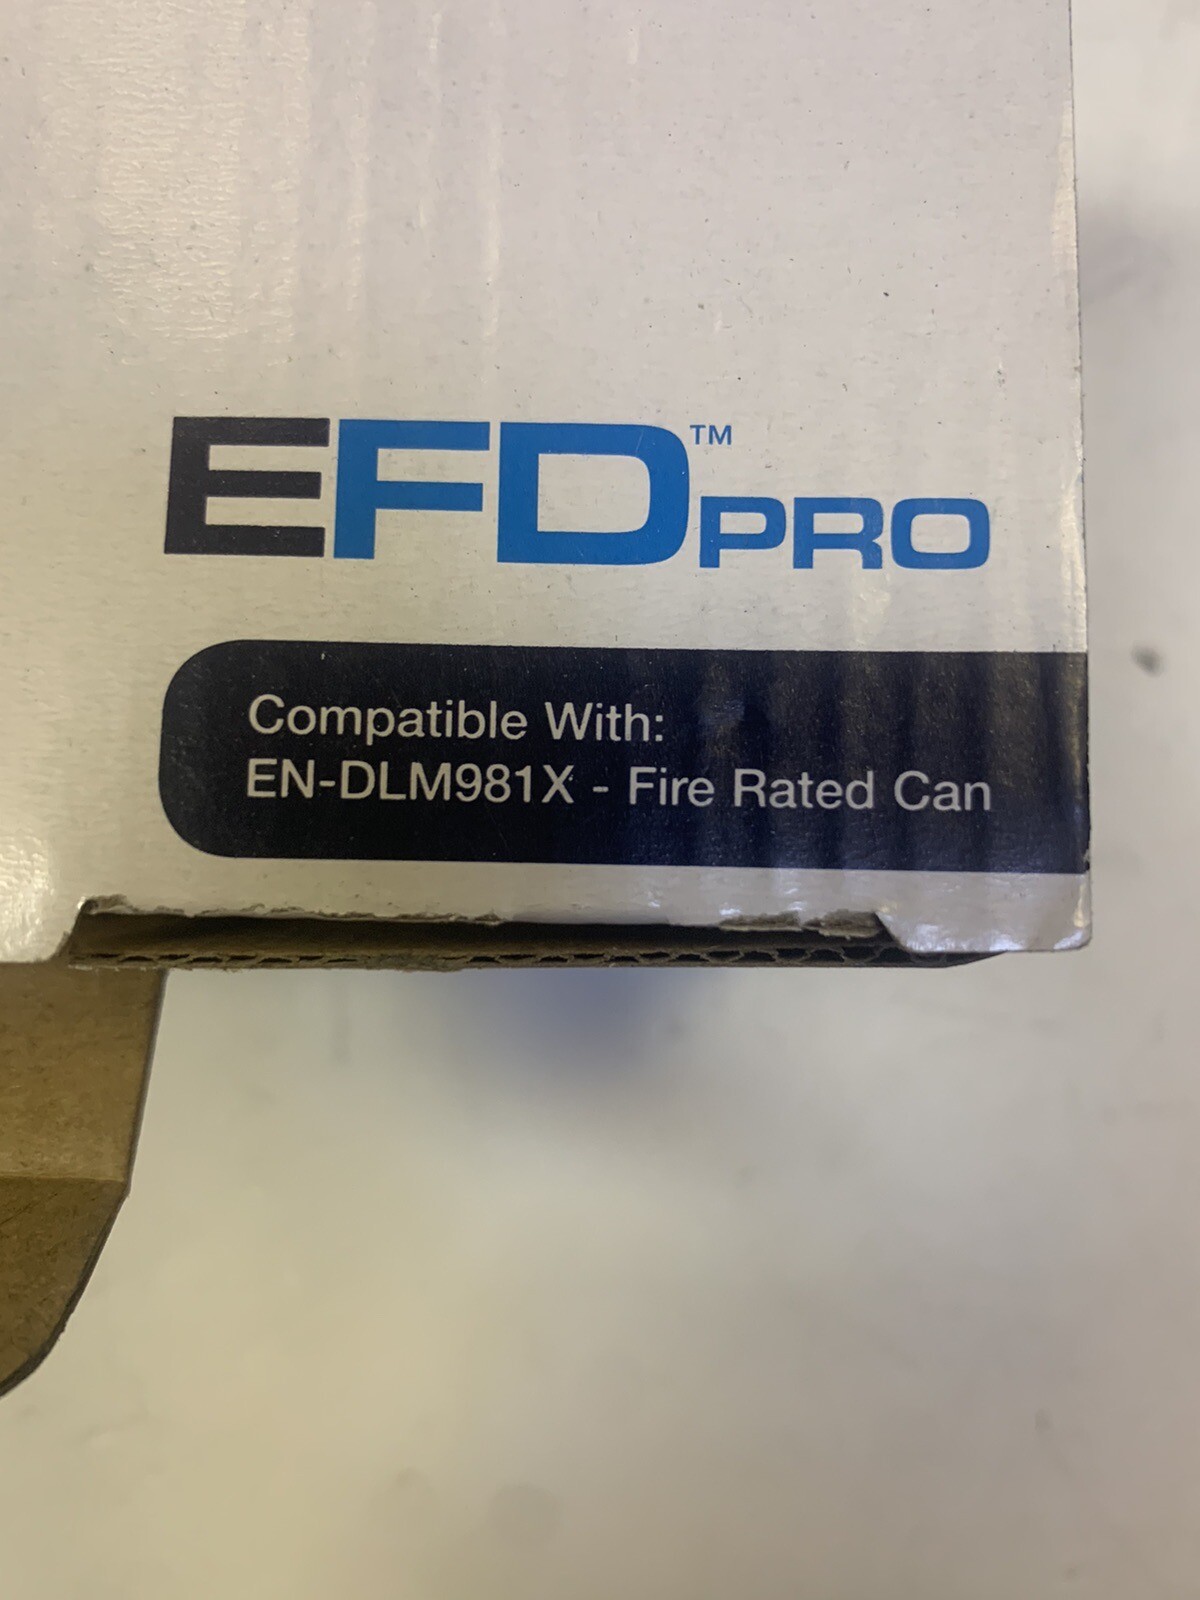 EFD™ PRO
Compatible With:
EN-DLM981X - Fire Rated Can